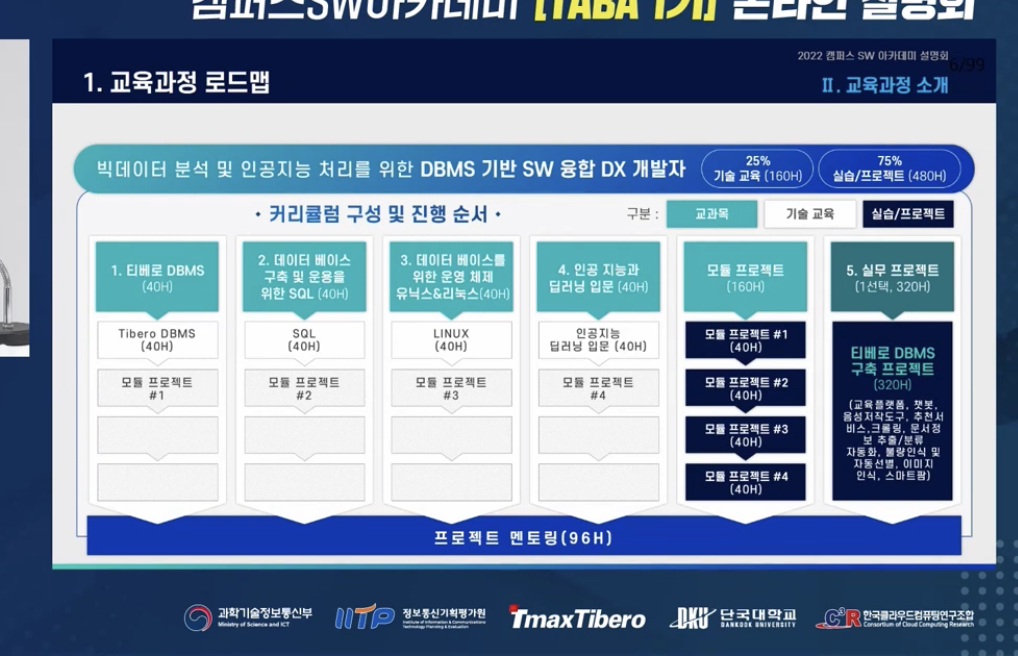 캠퍼스SW아카데미 [TABA 1기] 온라인 설명회
2022 캠퍼스 SW 아카데미 설명회
6/99
1. 교육과정 로드맵
Ⅱ. 교육과정 소개
빅데이터 분석 및 인공지능 처리를 위한 DBMS 기반 SW 융합 DX 개발자
25%
기술 교육 (160H)
75%
실습/프로젝트 (480H)
• 커리큘럼 구성 및 진행 순서 •
구분 :
교과목
기술 교육
실습/프로젝트
1. 티베로 DBMS
(40H)
Tibero DBMS
(40H)
모듈 프로젝트
#1
2. 데이터 베이스
구축 및 운용을
위한 SQL (40H)
SQL
(40H)
모듈 프로젝트
#2
3. 데이터 베이스를
위한 운영 체제
유닉스&리눅스(40H)
LINUX
(40H)
모듈 프로젝트
#3
4. 인공 지능과
딥러닝 입문 (40H)
인공지능
딥러닝 입문 (40H)
모듈 프로젝트
#4
모듈 프로젝트
(160H)
모듈 프로젝트 #1
(40H)
모듈 프로젝트 #2
(40H)
모듈 프로젝트 #3
(40H)
모듈 프로젝트 #4
(40H)
5. 실무 프로젝트
(1선택, 320H)
티베로 DBMS
구축 프로젝트
(320H)
(교육플랫폼, 챗봇,
음성저작도구, 추천서
비스,크롤링, 문서정
보 추출/분류
자동화, 불량인식 및
자동선별, 이미지
인식, 스마트팜)
프로젝트 멘토링(96H)
과학기술정보통신부
Ministry of Science and ICT
IITP
정보통신기획평가원
Institute of Information & Communications
Technology Planning & Evaluation
TmaxTibero
DKU
단국대학교
DANKOOK UNIVERSITY
C3R
한국클라우드컴퓨팅연구조합
Consortium of Cloud Computing Research